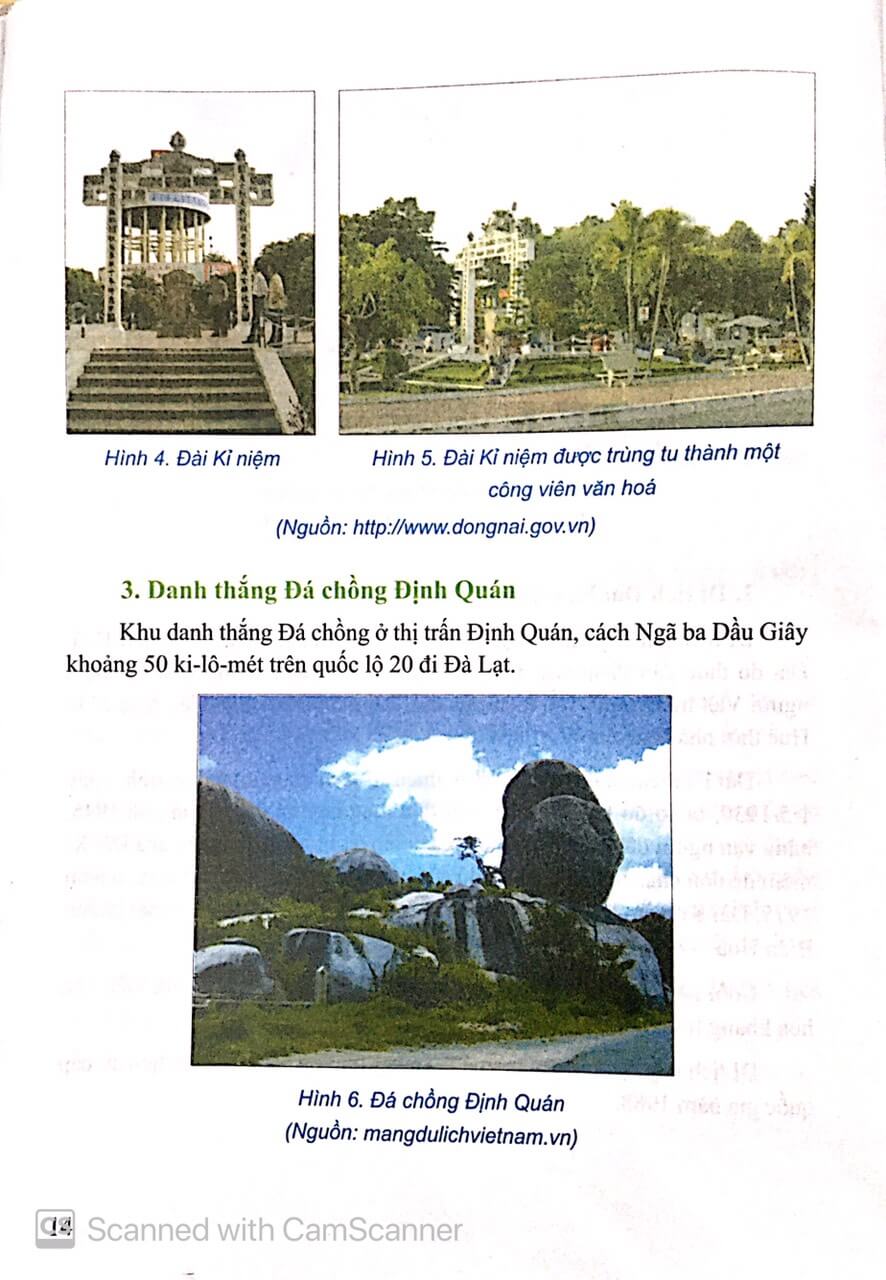 Hình 4. Đài Kỉ niệm
Hình 5. Đài Kỉ niệm được trùng tu thành một
công viên văn hoá
(Nguồn: http://www.dongnai.gov.vn)
3. Danh thắng Đá chồng Định Quán
Khu danh thắng Đá chồng ở thị trấn Định Quán, cách Ngã ba Dầu Giây
khoảng 50 ki-lô-mét trên quốc lộ 20 đi Đà Lạt.
Hình 6. Đá chồng Định Quán
(Nguồn: mangdulichvietnam.vn)
14
CS Scanned with CamScanner